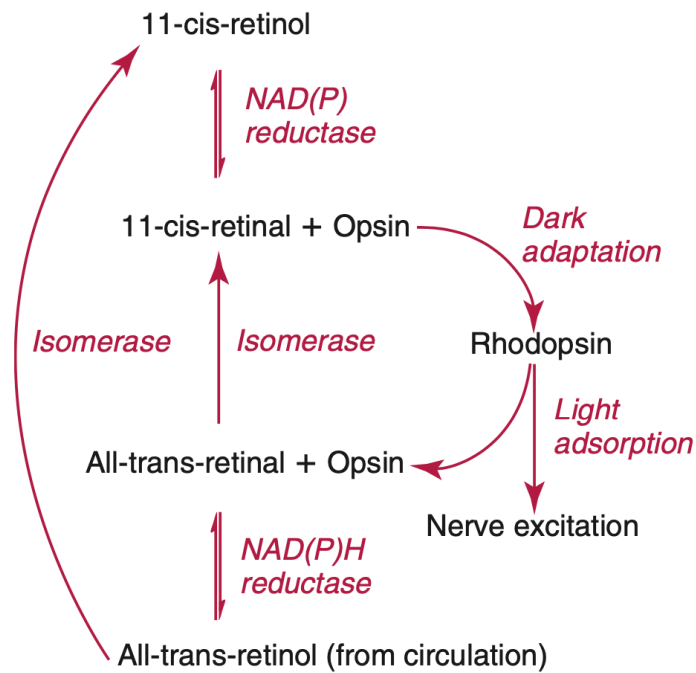 11-cis-retinol
NAD(P)
reductase
11-cis-retinal + Opsin
Dark
adaptation
Isomerase
Isomerase
Rhodopsin
Light
adsorption
All-trans-retinal + Opsin
Nerve excitation
NAD(P)H
reductase
All-trans-retinol (from circulation)